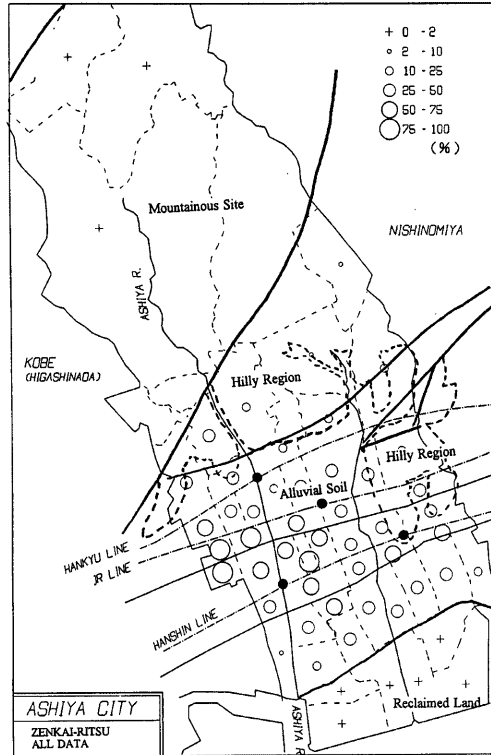 + 0 - 2
2 - 10
10 - 25
25 - 50
50 - 75
75 - 100
(%)
Mountainous Site
NISHINOMIYA
ASHIYA R.
KOBE
(HIGASHINADA)
Hilly Region
Hilly Region
Alluvial Soil
HANKYU LINE
JR LINE
HANSHIN LINE
Reclaimed Land
ASHIYA R.
ASHIYA CITY
ZENKAI-RITSU
ALL DATA